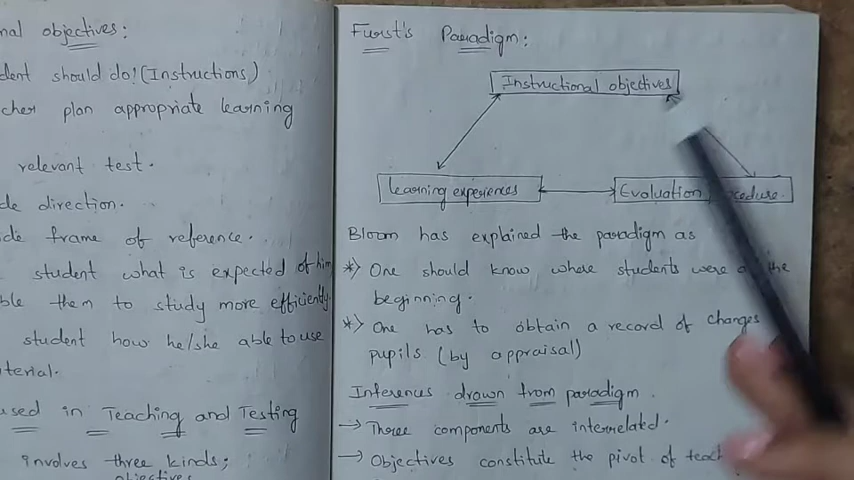 nal objectives:
dent should do! (Instructions)
cher plan appropriate learning
relevant test.
de direction.
de frame of reference.
student what is expected of him
ble them to study more efficiently.
student how he/she able to use
terial.
used in Teaching and Testing
involves three kinds;
objectives
Furst's Paradigm:
Instructional objectives
Learning experiences
Evaluation
Bloom has explained the paradigm as
*) One should know where students were the
beginning.
*) One has to obtain a record of changes
pupils (by appraisal)
Inferences drawn from paradigm.
→ Three components are interrelated.
→ Objectives constitute the pivot of teach